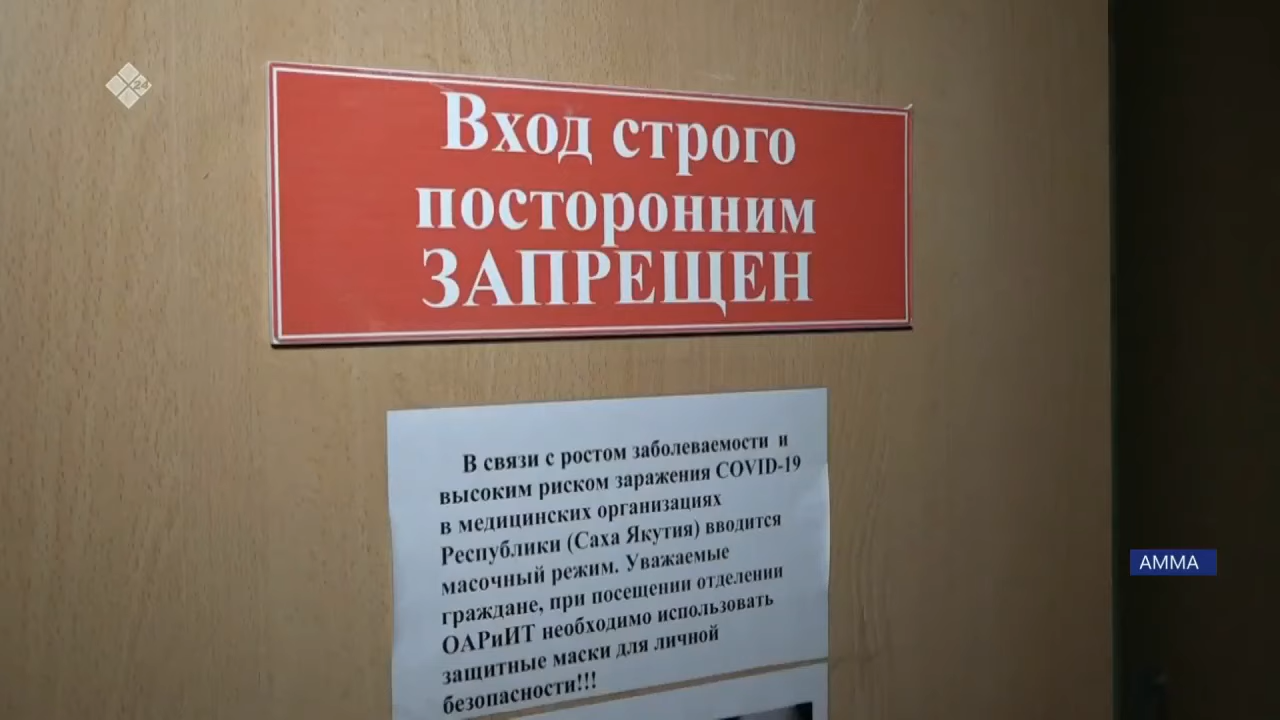 24
Вход строго
посторонним
ЗАПРЕЩЕН
В связи с ростом заболеваемости и
высоким риском заражения COVID-19
в медицинских организациях
Республики (Саха Якутия) вводится
масочный режим. Уважаемые
граждане, при посещении отделении
ОАРиИТ необходимо использовать
защитные маски для личной
безопасности!!!
АММА